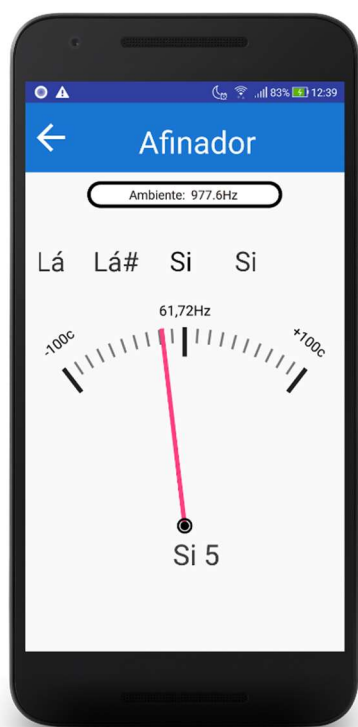 83% 12:39
Afinador
Ambiente: 977.6Hz
Lá Lá# Si Si
61,72Hz
-100c +100c
Si 5